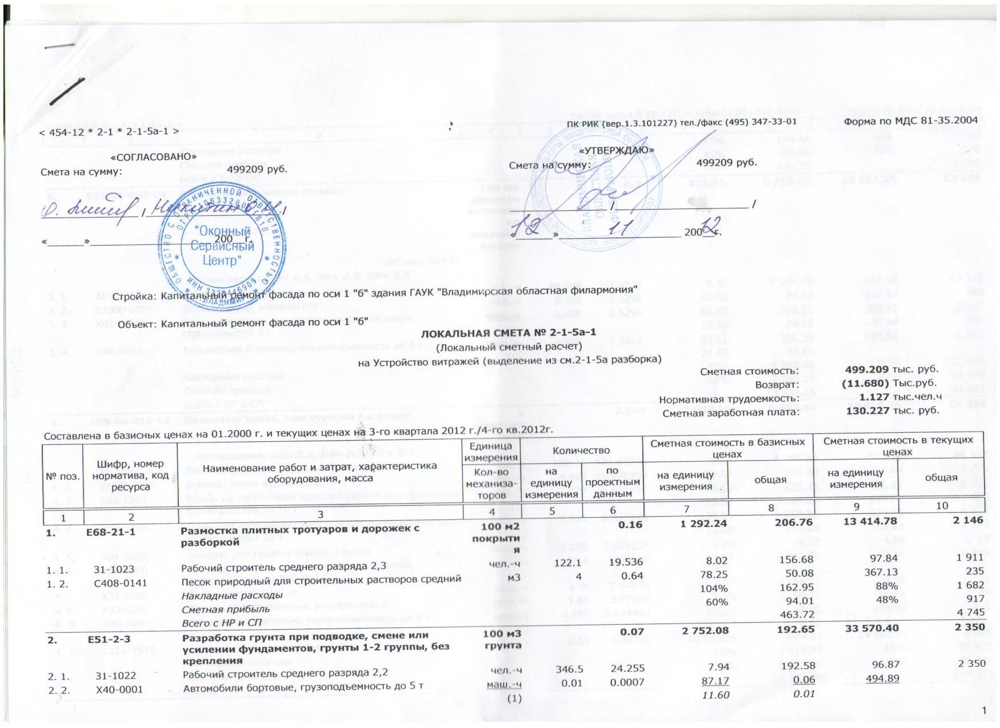 ПК РИК (вер.1.3.101227) тел./факс (495) 347-33-01 Форма по МДС 81-35.2004
< 454-12 * 2-1 * 2-1-5а-1 >
«СОГЛАСОВАНО» «УТВЕРЖДАЮ»
Смета на сумму: 499209 руб. Смета на сумму: 499209 руб.
/ Никитин О.Н. /
/ /
« » 200 г. « 12 » 11 200 12 г.
ОБЩЕСТВО С ОГРАНИЧЕННОЙ ОТВЕТСТВЕННОСТЬЮ
"Оконный
Сервисный
Центр"
г. ВЛАДИМИР
ВЛАДИМИРСКАЯ
ОБЛАСТНАЯ
ФИЛАРМОНИЯ
Стройка: Капитальный ремонт фасада по оси 1 "б" здания ГАУК "Владимирская областная филармония"
Объект: Капитальный ремонт фасада по оси 1 "б"
ЛОКАЛЬНАЯ СМЕТА № 2-1-5а-1
(Локальный сметный расчет)
на Устройство витражей (выделение из см.2-1-5а разборка)
Сметная стоимость: 499.209 тыс. руб.
Возврат: (11.680) Тыс.руб.
Нормативная трудоемкость: 1.127 тыс.чел.ч
Сметная заработная плата: 130.227 тыс. руб.
Составлена в базисных ценах на 01.2000 г. и текущих ценах на 3-го квартала 2012 г./4-го кв.2012г.
№ поз. Шифр, номер норматива, код ресурса Наименование работ и затрат, характеристика оборудования, масса Единица измерения Кол-во механиза-торов Количество на единицу измерения по проектным данным Сметная стоимость в базисных ценах на единицу измерения общая Сметная стоимость в текущих ценах на единицу измерения общая
1 2 3 4 5 6 7 8 9 10
1. Е68-21-1 Размостка плитных тротуаров и дорожек с 100 м2 0.16 1 292.24 206.76 13 414.78 2 146
разборкой покрыти
я
1. 1. 31-1023 Рабочий строитель среднего разряда 2,3 чел.-ч 122.1 19.536 8.02 156.68 97.84 1 911
1. 2. С408-0141 Песок природный для строительных растворов средний м3 4 0.64 78.25 50.08 367.13 235
Накладные расходы 104% 162.95 88% 1 682
Сметная прибыль 60% 94.01 48% 917
Всего с НР и СП 463.72 4 745
2. Е51-2-3 Разработка грунта при подводке, смене или 100 м3 0.07 2 752.08 192.65 33 570.40 2 350
усилении фундаментов, грунты 1-2 группы, без грунта
крепления
2. 1. 31-1022 Рабочий строитель среднего разряда 2,2 чел.-ч 346.5 24.255 7.94 192.58 96.87 2 350
2. 2. Х40-0001 Автомобили бортовые, грузоподъемность до 5 т маш.-ч 0.01 0.0007 87.17 0.06 494.89
(1) 11.60 0.01
1